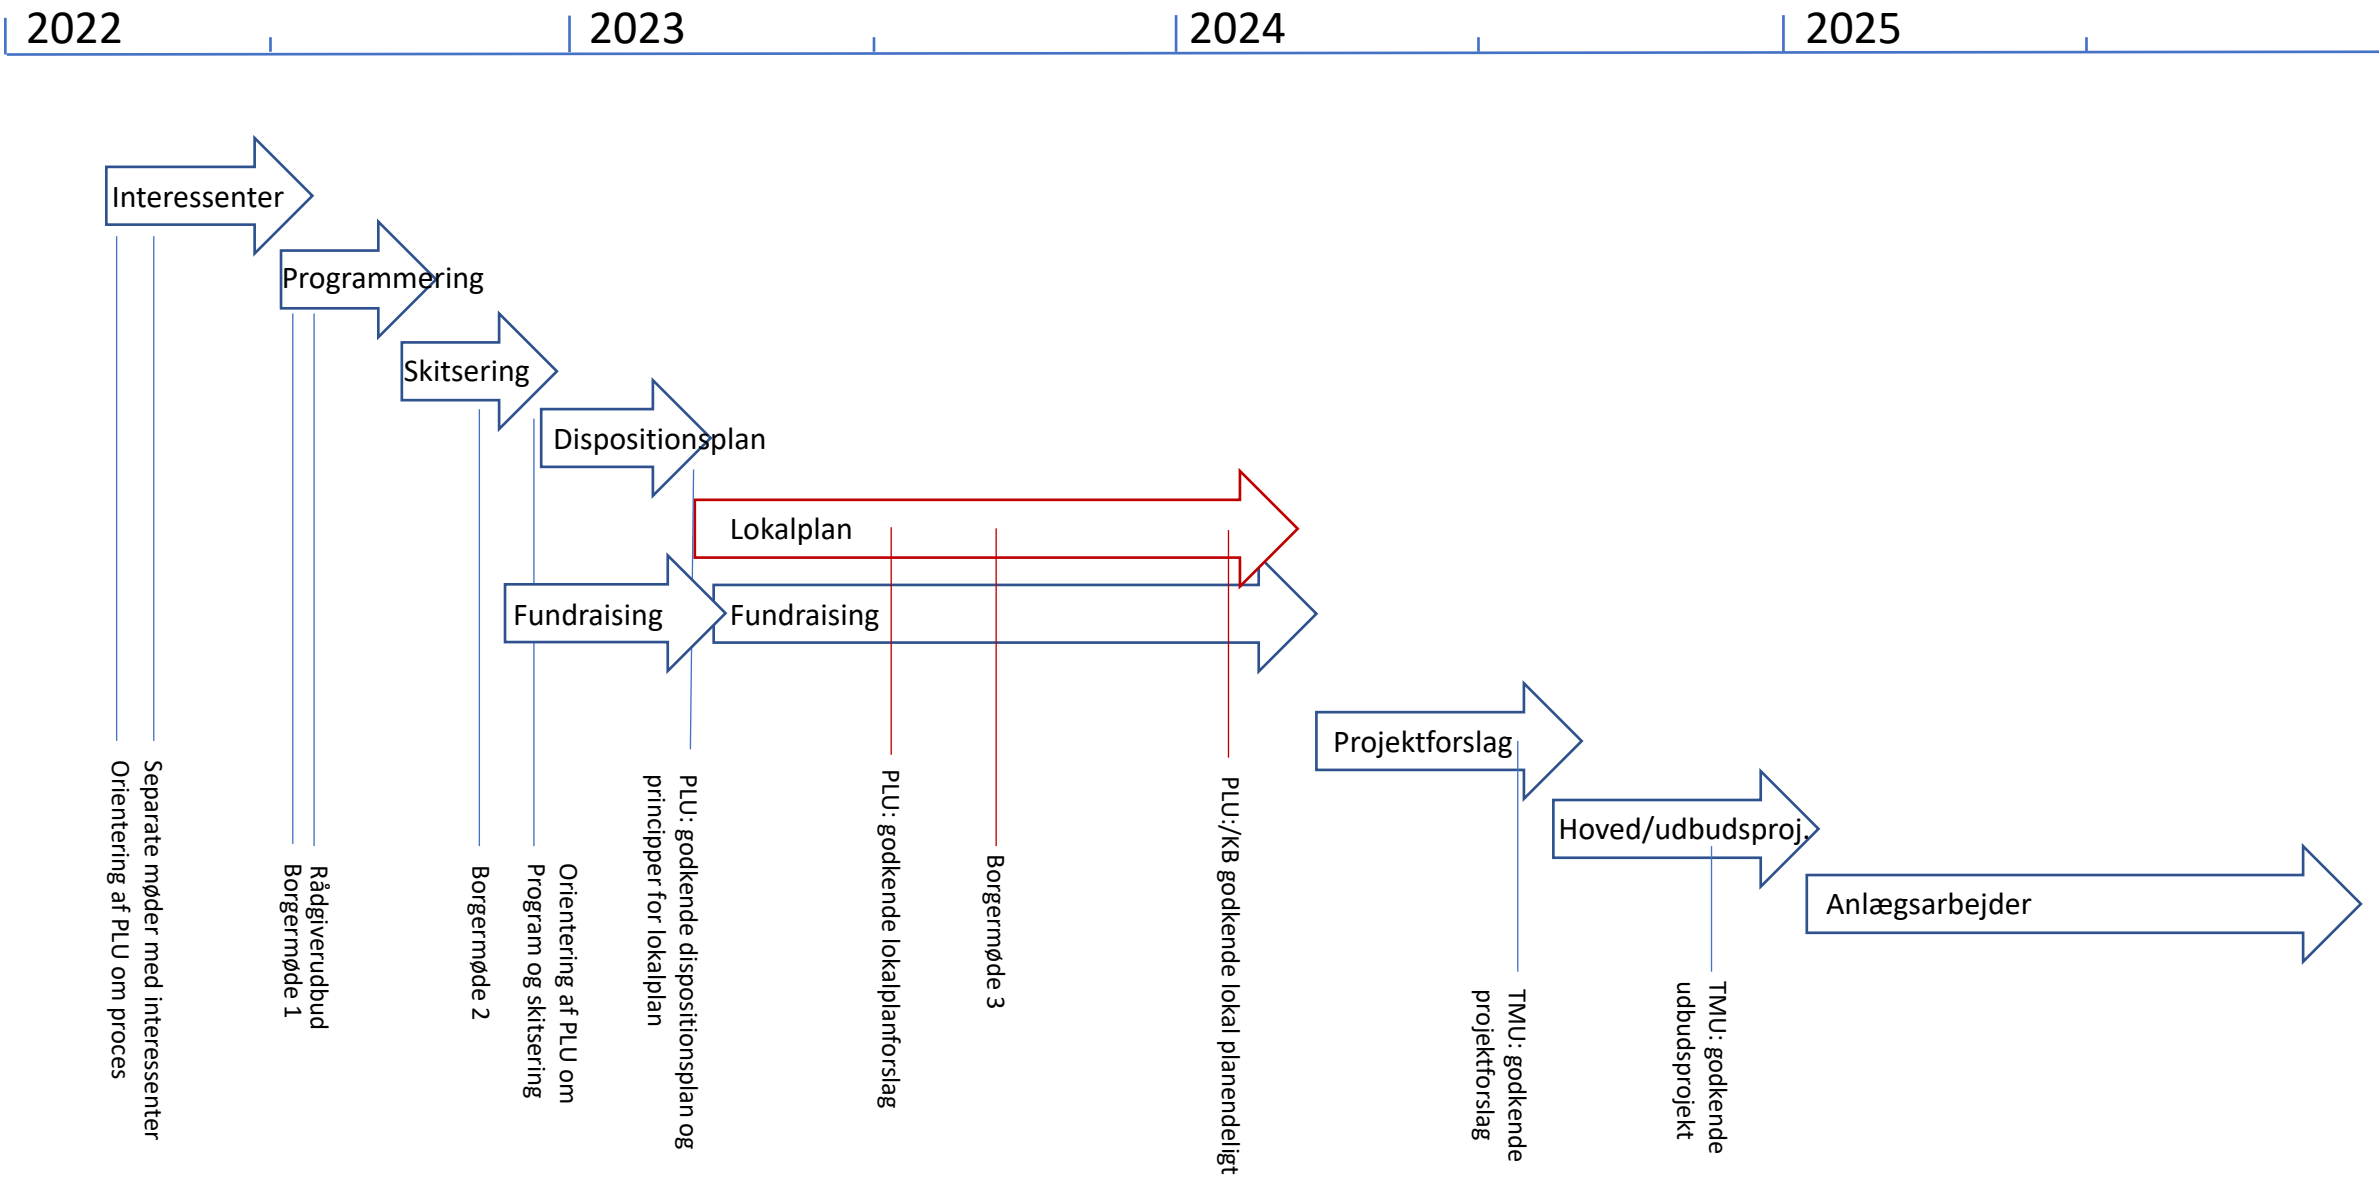 2022
2023
2024
2025
Interessenter
Programmering
Skitsering
Dispositionsplan
Lokalplan
Fundraising
Fundraising
Projektforslag
Hoved/udbudsproj.
Anlægsarbejder
Orientering af PLU om proces
Separate møder med interessenter
Borgermøde 1
Rådgiverudbud
Borgermøde 2
Orientering af PLU om
Program og skitsering
PLU: godkende dispositionsplan og
principper for lokalplan
PLU: godkende lokalplanforslag
Borgermøde 3
PLU:/KB godkende lokal planendeligt
TMU: godkende
projektforslag
TMU: godkende
udbudsprojekt